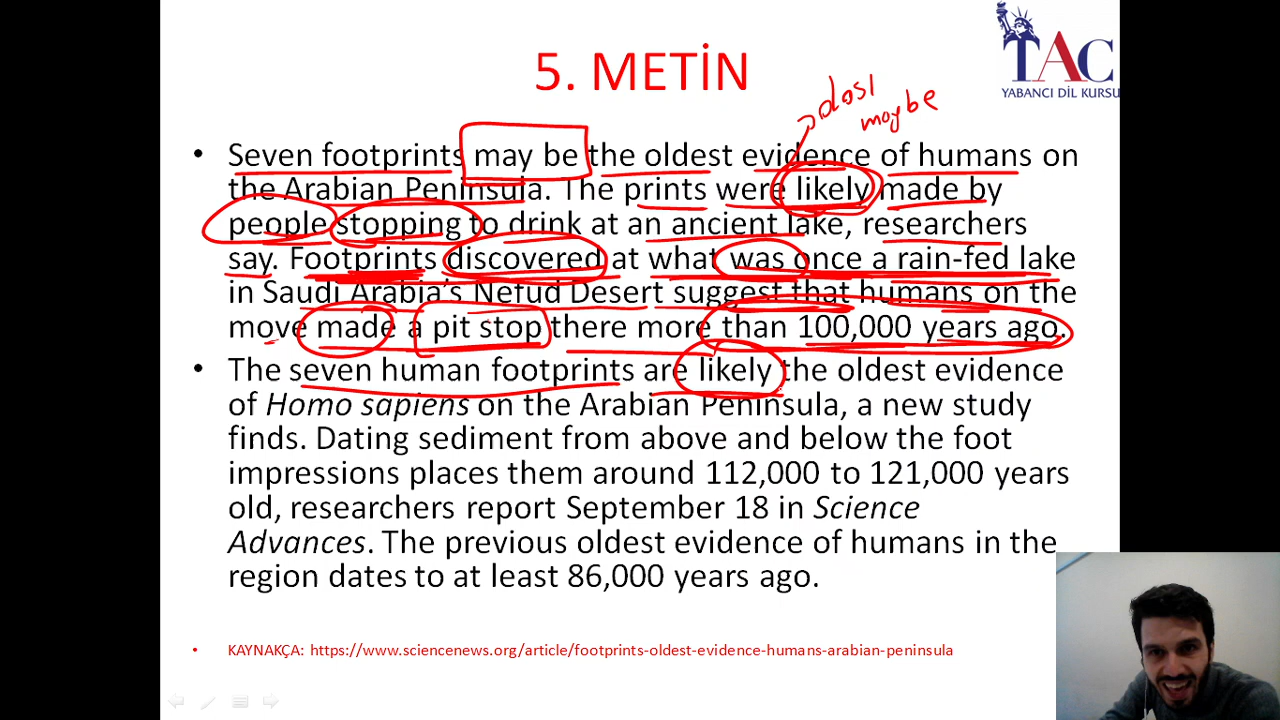 TAC
YABANCI DİL KURSU
5. METİN
maybe
• Seven footprints may be the oldest evidence of humans on
the Arabian Peninsula. The prints were likely made by
people stopping to drink at an ancient lake, researchers
say. Footprints discovered at what was once a rain-fed lake
in Saudi Arabia's Nefud Desert suggest that humans on the
move made a pit stop there more than 100,000 years ago.
• The seven human footprints are likely the oldest evidence
of Homo sapiens on the Arabian Peninsula, a new study
finds. Dating sediment from above and below the foot
impressions places them around 112,000 to 121,000 years
old, researchers report September 18 in Science
Advances. The previous oldest evidence of humans in the
region dates to at least 86,000 years ago.
• KAYNAKÇA: https://www.sciencenews.org/article/footprints-oldest-evidence-humans-arabian-peninsula